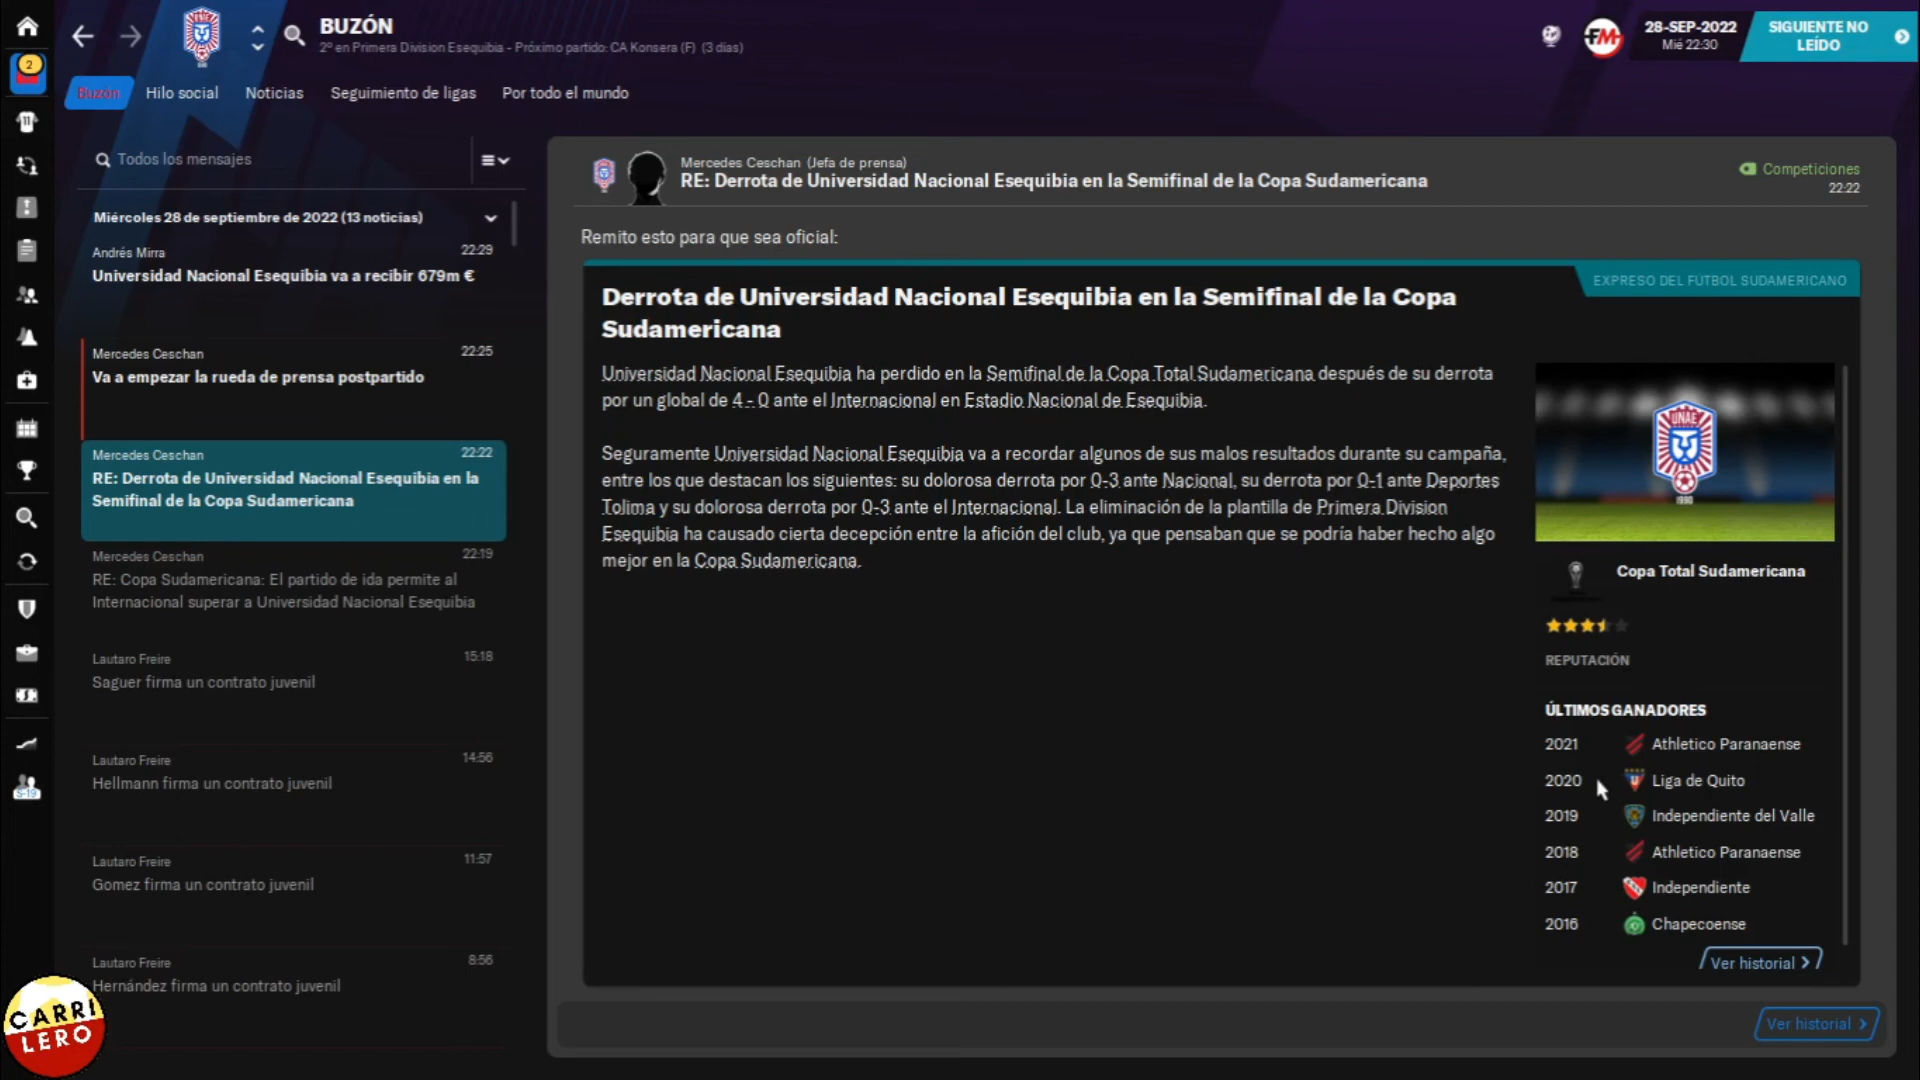 BUZÓN
2º en Primera Division Esequibia - Próximo partido: CA Konsera (F) (3 días)
FM
28-SEP-2022
Mié 22:30
SIGUIENTE NO
LEÍDO
2
Buzón
Hilo social
Noticias
Seguimiento de ligas
Por todo el mundo
Todos los mensajes
Miércoles 28 de septiembre de 2022 (13 noticias)
Andrés Mirra
22:29
Universidad Nacional Esequibia va a recibir 679m €
Mercedes Ceschan
22:25
Va a empezar la rueda de prensa postpartido
Mercedes Ceschan
22:22
RE: Derrota de Universidad Nacional Esequibia en la
Semifinal de la Copa Sudamericana
Mercedes Ceschan
22:19
RE: Copa Sudamericana: El partido de ida permite al
Internacional superar a Universidad Nacional Esequibia
Lautaro Freire
15:18
Saguer firma un contrato juvenil
Lautaro Freire
14:56
Hellmann firma un contrato juvenil
Lautaro Freire
11:57
Gomez firma un contrato juvenil
Lautaro Freire
8:56
Hernández firma un contrato juvenil
S-19
CARRI
LERO
Mercedes Ceschan (Jefa de prensa)
RE: Derrota de Universidad Nacional Esequibia en la Semifinal de la Copa Sudamericana
Competiciones
22:22
Remito esto para que sea oficial:
EXPRESO DEL FÚTBOL SUDAMERICANO
Derrota de Universidad Nacional Esequibia en la Semifinal de la Copa
Sudamericana
Universidad Nacional Esequibia ha perdido en la Semifinal de la Copa Total Sudamericana después de su derrota
por un global de 4 - 0 ante el Internacional en Estadio Nacional de Esequibia.
Seguramente Universidad Nacional Esequibia va a recordar algunos de sus malos resultados durante su campaña,
entre los que destacan los siguientes: su dolorosa derrota por 0-3 ante Nacional, su derrota por 0-1 ante Deportes
Tolima y su dolorosa derrota por 0-3 ante el Internacional. La eliminación de la plantilla de Primera Division
Esequibia ha causado cierta decepción entre la afición del club, ya que pensaban que se podría haber hecho algo
mejor en la Copa Sudamericana.
UNAE
1990
Copa Total Sudamericana
REPUTACIÓN
ÚLTIMOS GANADORES
2021 Athletico Paranaense
2020 Liga de Quito
2019 Independiente del Valle
2018 Athletico Paranaense
2017 Independiente
2016 Chapecoense
Ver historial
Ver historial